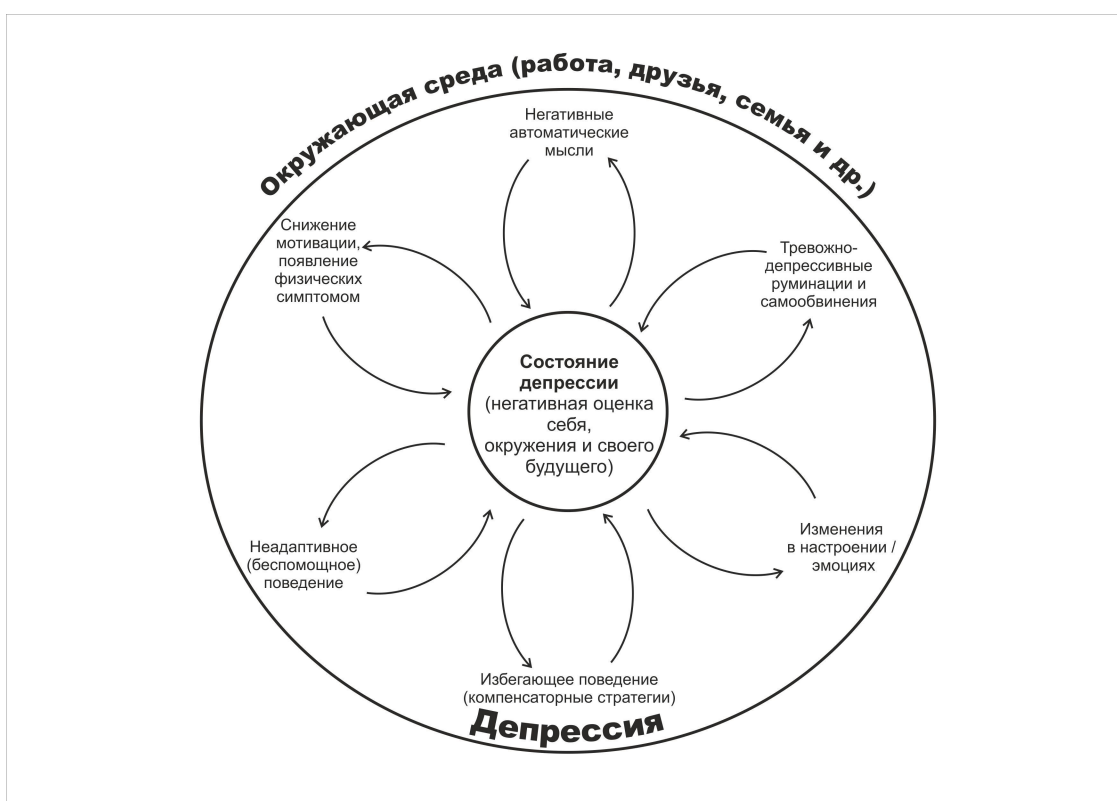 Окружающая среда (работа, друзья, семья и др.)
Негативные
автоматические
мысли
Снижение
мотивации,
появление
физических
симптомом
Тревожно-
депрессивные
руминации и
самообвинения
Состояние
депрессии
(негативная оценка
себя,
окружения и своего
будущего)
Неадаптивное
(беспомощное)
поведение
Изменения
в настроении /
эмоциях
Избегающее поведение
(компенсаторные стратегии)
Депрессия